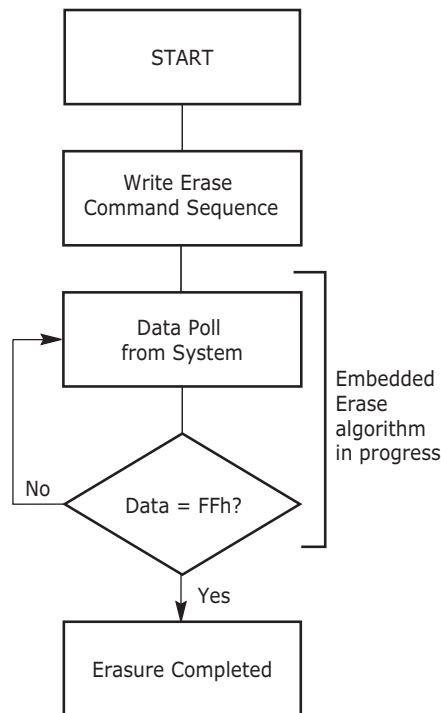 START
Write Erase
Command Sequence
Data Poll
from System
Embedded
Erase
algorithm
in progress
No
Data = FFh?
Yes
Erasure Completed